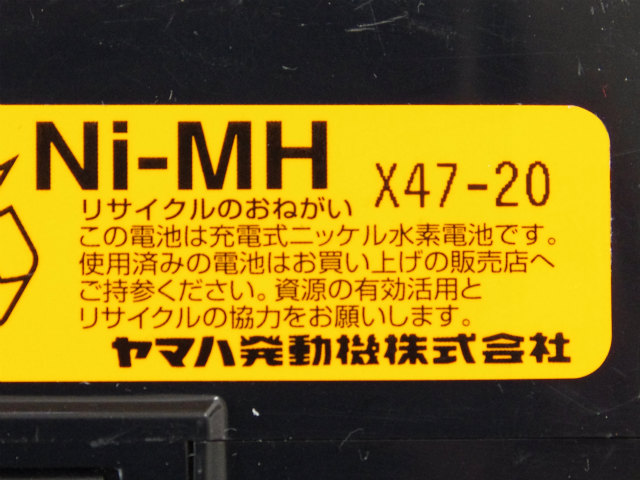 Ni-MH X47-20
リサイクルのおねがい
この電池は充電式ニッケル水素電池です。
使用済みの電池はお買い上げの販売店へ
ご持参ください。資源の有効活用と
リサイクルの協力をお願いします。
ヤマハ発動機株式会社